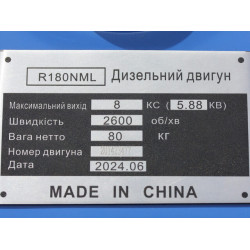 R180NML Дизельний двигун
Максимальний вихід 8 КС (5.88 КВ)
Швидкість 2600 об/хв
Вага нетто 80 КГ
Номер двигуна
Дата 2024.06
MADE IN CHINA